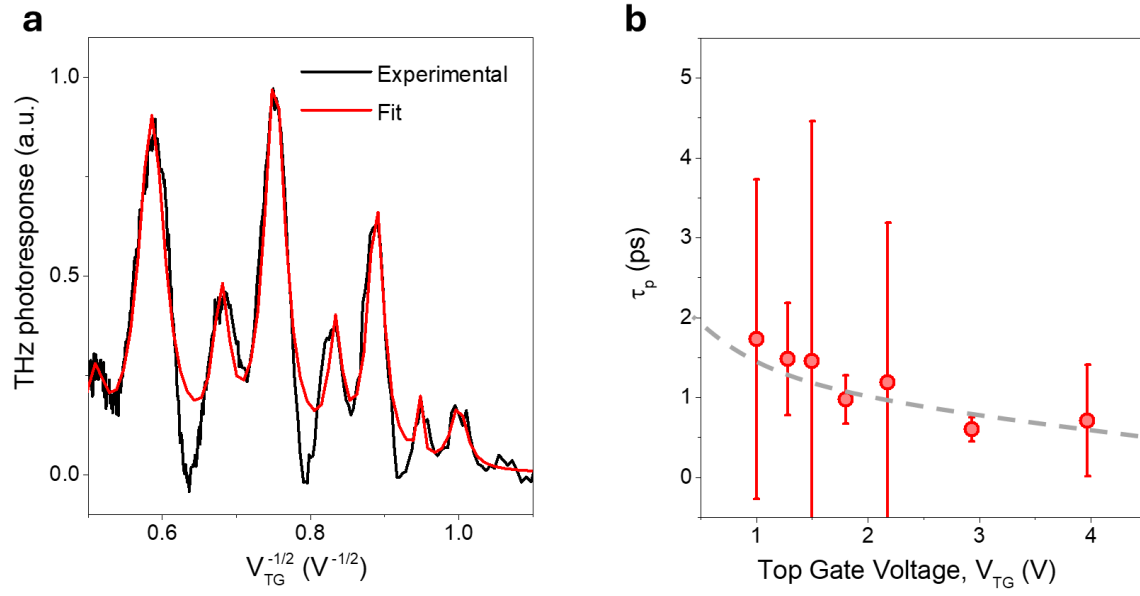 a
Experimental
Fit
THz photoresponse (a.u.)
1.0
0.5
0.0
0.6
0.8
1.0
V_TG^-1/2 (V^-1/2)
b
τ_p (ps)
5
4
3
2
1
0
1
2
3
4
Top Gate Voltage, V_TG (V)